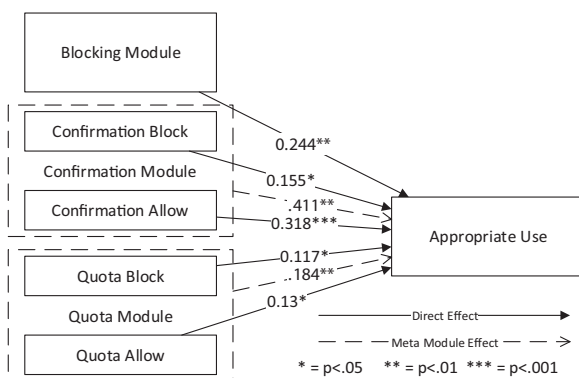 Blocking Module
Confirmation Block
Confirmation Module
Confirmation Allow
Quota Block
Quota Module
Quota Allow
0.244**
0.155*
.411**
0.318***
0.117*
.184**
0.13*
Appropriate Use
Direct Effect
Meta Module Effect
* = p<.05 ** = p<.01 *** = p<.001